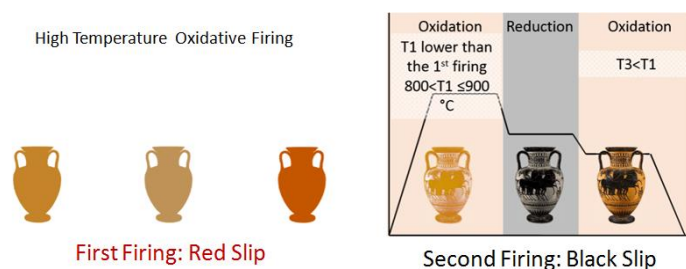 High Temperature Oxidative Firing
First Firing: Red Slip
Oxidation
T1 lower than
the 1st firing
800<T1 ≤900
°C
Reduction
Oxidation
T3<T1
Second Firing: Black Slip